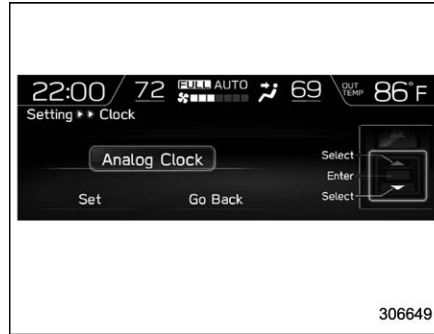 22:00 72 FULL AUTO 69 OUT TEMP 86°F
Setting ▸▸ Clock
Analog Clock
Select
Enter
Set Go Back Select
306649